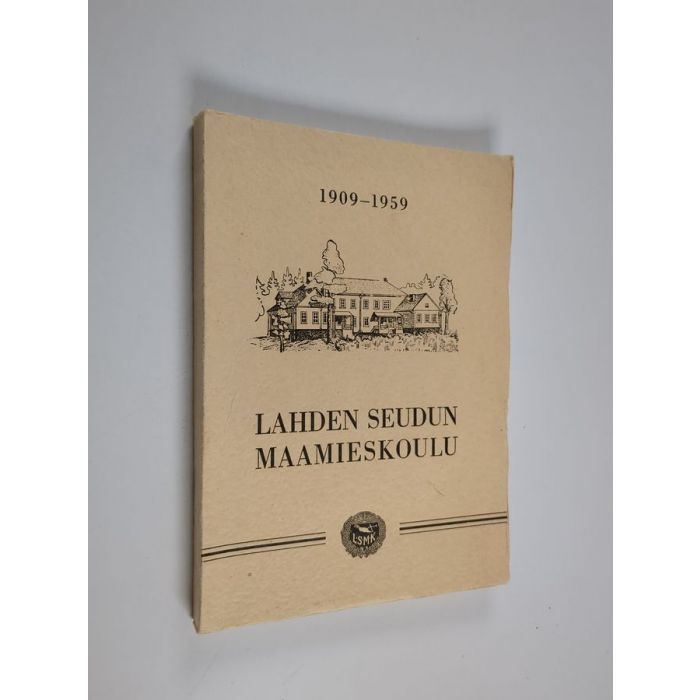 1909–1959
LAHDEN SEUDUN
MAAMIESKOULU
LSMK